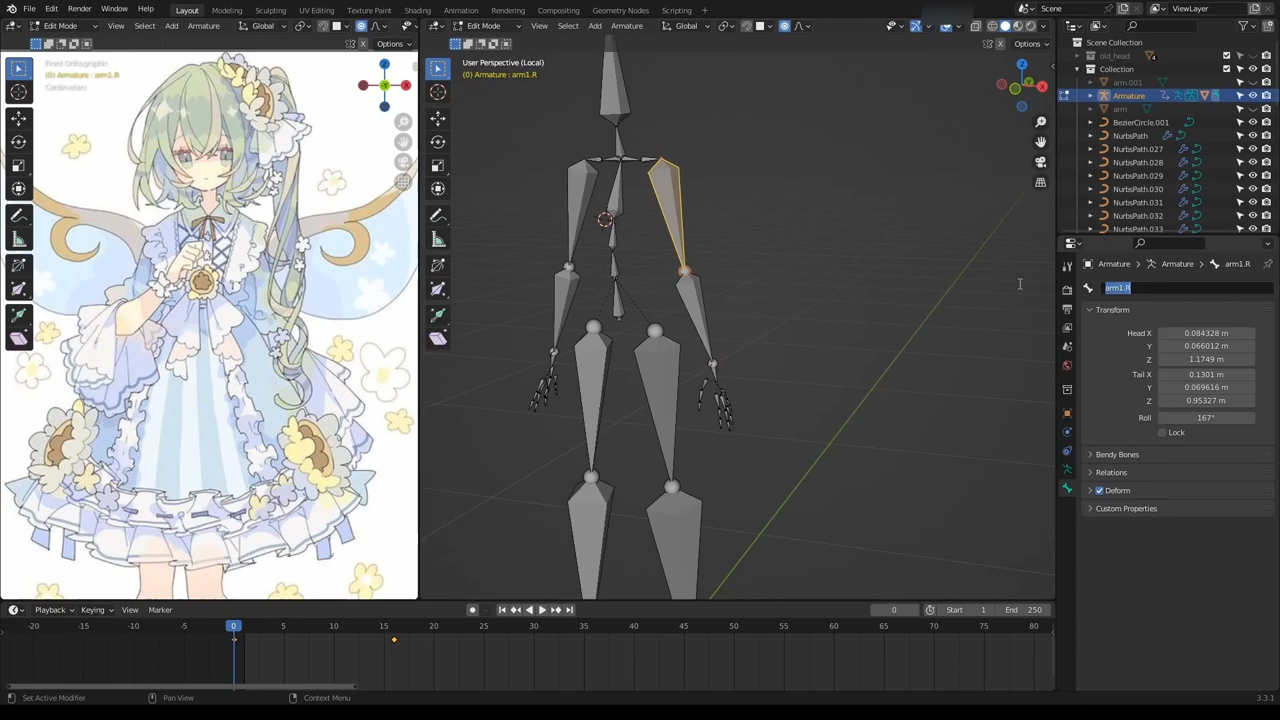 File Edit Render Window Help Layout Modeling Sculpting UV Editing Texture Paint Shading Animation Rendering Compositing Geometry Nodes Scripting + Scene ViewLayer
Edit Mode View Select Add Armature Global
Edit Mode View Select Add Armature Global
X Options
X Options
Front Orthographic
(0) Armature : arm1.R
Centimeters
User Perspective (Local)
(0) Armature : arm1.R
Scene Collection
old_head
Collection
arm.001
Armature
arm
BezierCircle.001
NurbsPath
NurbsPath.027
NurbsPath.028
NurbsPath.029
NurbsPath.030
NurbsPath.031
NurbsPath.032
NurbsPath.033
Armature Armature arm1.R
arm1.R
Transform
Head X 0.084328 m
Y 0.066012 m
Z 1.1749 m
Tail X 0.1301 m
Y 0.069616 m
Z 0.95327 m
Roll 167°
Lock
Bendy Bones
Relations
Deform
Custom Properties
Playback Keying View Marker 0 Start 1 End 250
-20 -15 -10 -5 0 5 10 15 20 25 30 35 40 45 50 55 60 65 70 75 80
Set Active Modifier Pan View Context Menu 3.3.1